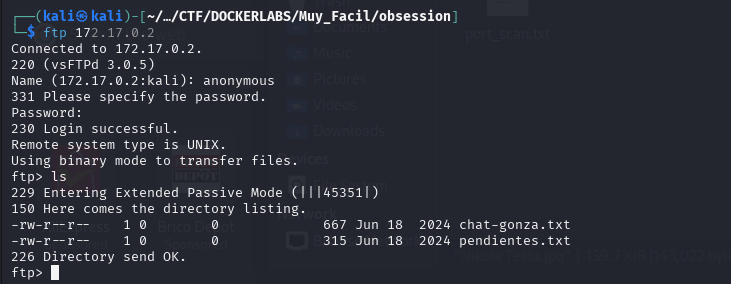 (kali㉿kali)-[~/…/CTF/DOCKERLABS/Muy_Facil/obsession]
$ ftp 172.17.0.2
Connected to 172.17.0.2.
220 (vsFTPd 3.0.5)
Name (172.17.0.2:kali): anonymous
331 Please specify the password.
Password:
230 Login successful.
Remote system type is UNIX.
Using binary mode to transfer files.
ftp> ls
229 Entering Extended Passive Mode (|||45351|)
150 Here comes the directory listing.
-rw-r--r-- 1 0 0 667 Jun 18 2024 chat-gonza.txt
-rw-r--r-- 1 0 0 315 Jun 18 2024 pendientes.txt
226 Directory send OK.
ftp>
Trash
Documents
Music
Pictures
Videos
Downloads
port_scan.txt